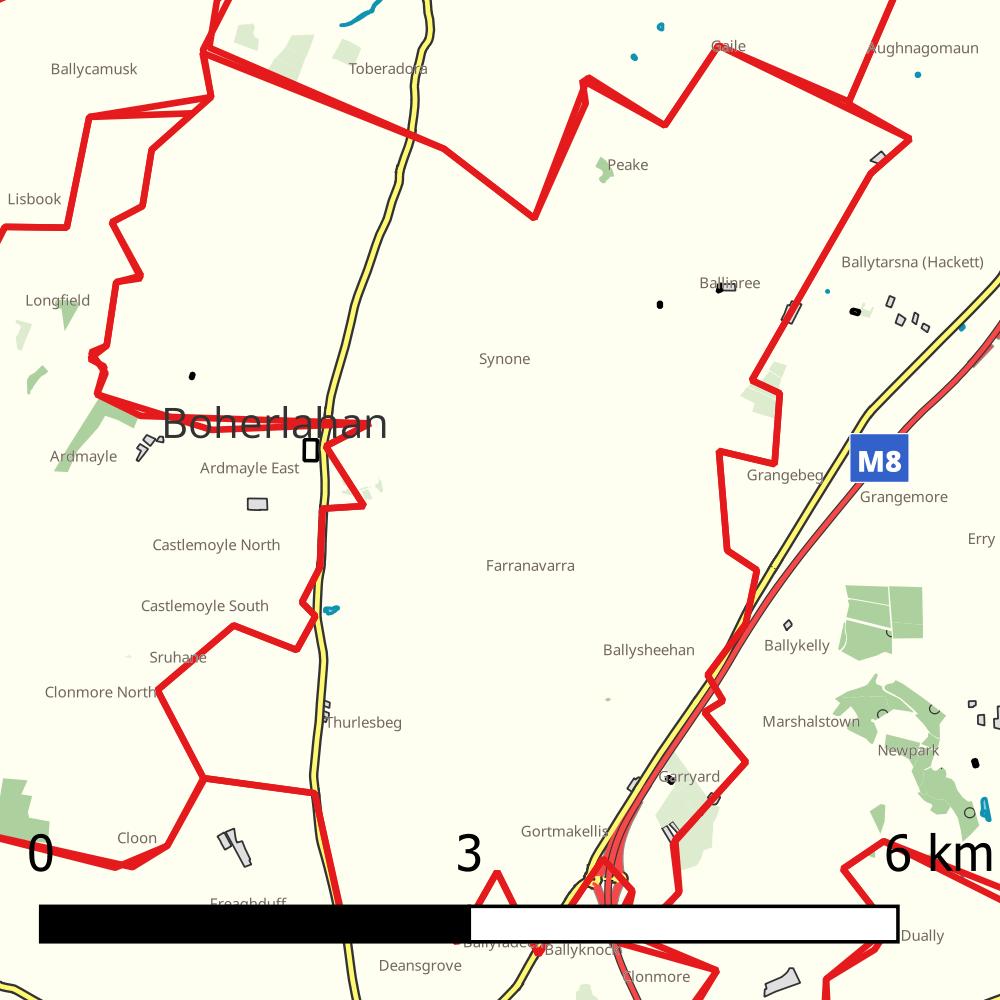 Gaile
Aughnagomaun
Ballycamusk
Toberadora
Peake
Lisbook
Ballytarsna (Hackett)
Ballinree
Longfield
Synone
Boherlahan
Ardmayle
Ardmayle East
M8
Grangebeg
Grangemore
Castlemoyle North
Erry
Farranavarra
Castlemoyle South
Ballykelly
Ballysheehan
Sruhane
Clonmore North
Thurlesbeg
Marshalstown
Newpark
Garryard
Gortmakellis
Cloon
0
3
6 km
Freaghduff
Dually
Ballyknock
Deansgrove
Clonmore